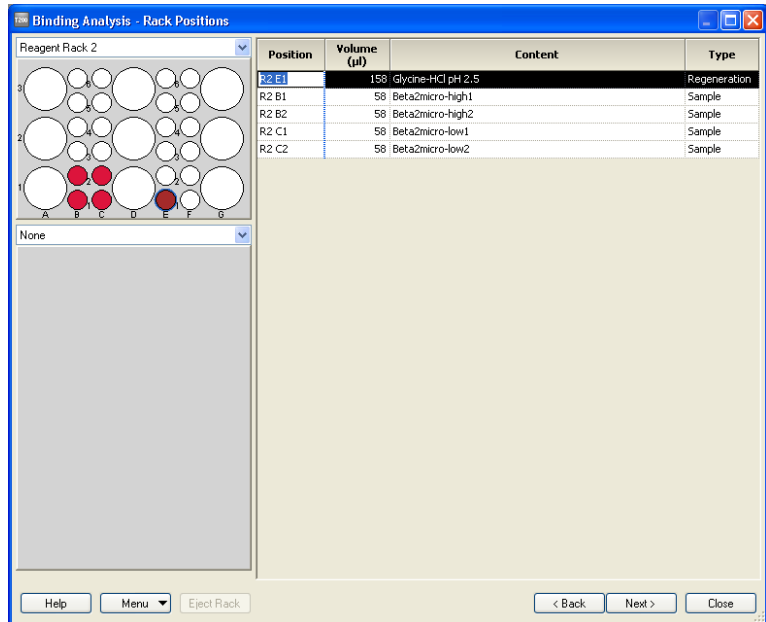 T200 Binding Analysis - Rack Positions
Reagent Rack 2
3 6 6
5 5
2 4 4
3 3
1 2 2
1 1
A B C D E F G
None
Position Volume (µl) Content Type
R2 E1 158 Glycine-HCl pH 2.5 Regeneration
R2 B1 58 Beta2micro-high1 Sample
R2 B2 58 Beta2micro-high2 Sample
R2 C1 58 Beta2micro-low1 Sample
R2 C2 58 Beta2micro-low2 Sample
Help Menu Eject Rack < Back Next > Close